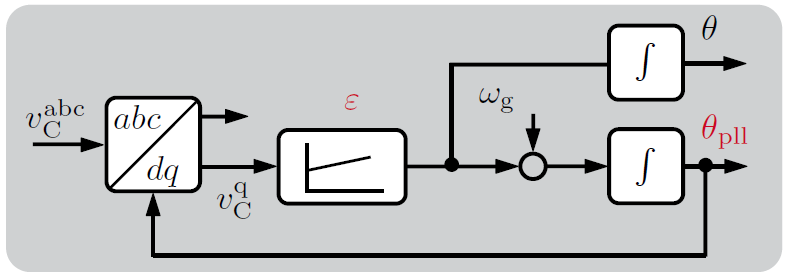 θ
ε
ω_g
v_C^abc
abc
dq
v_C^q
∫
∫
θ_pll